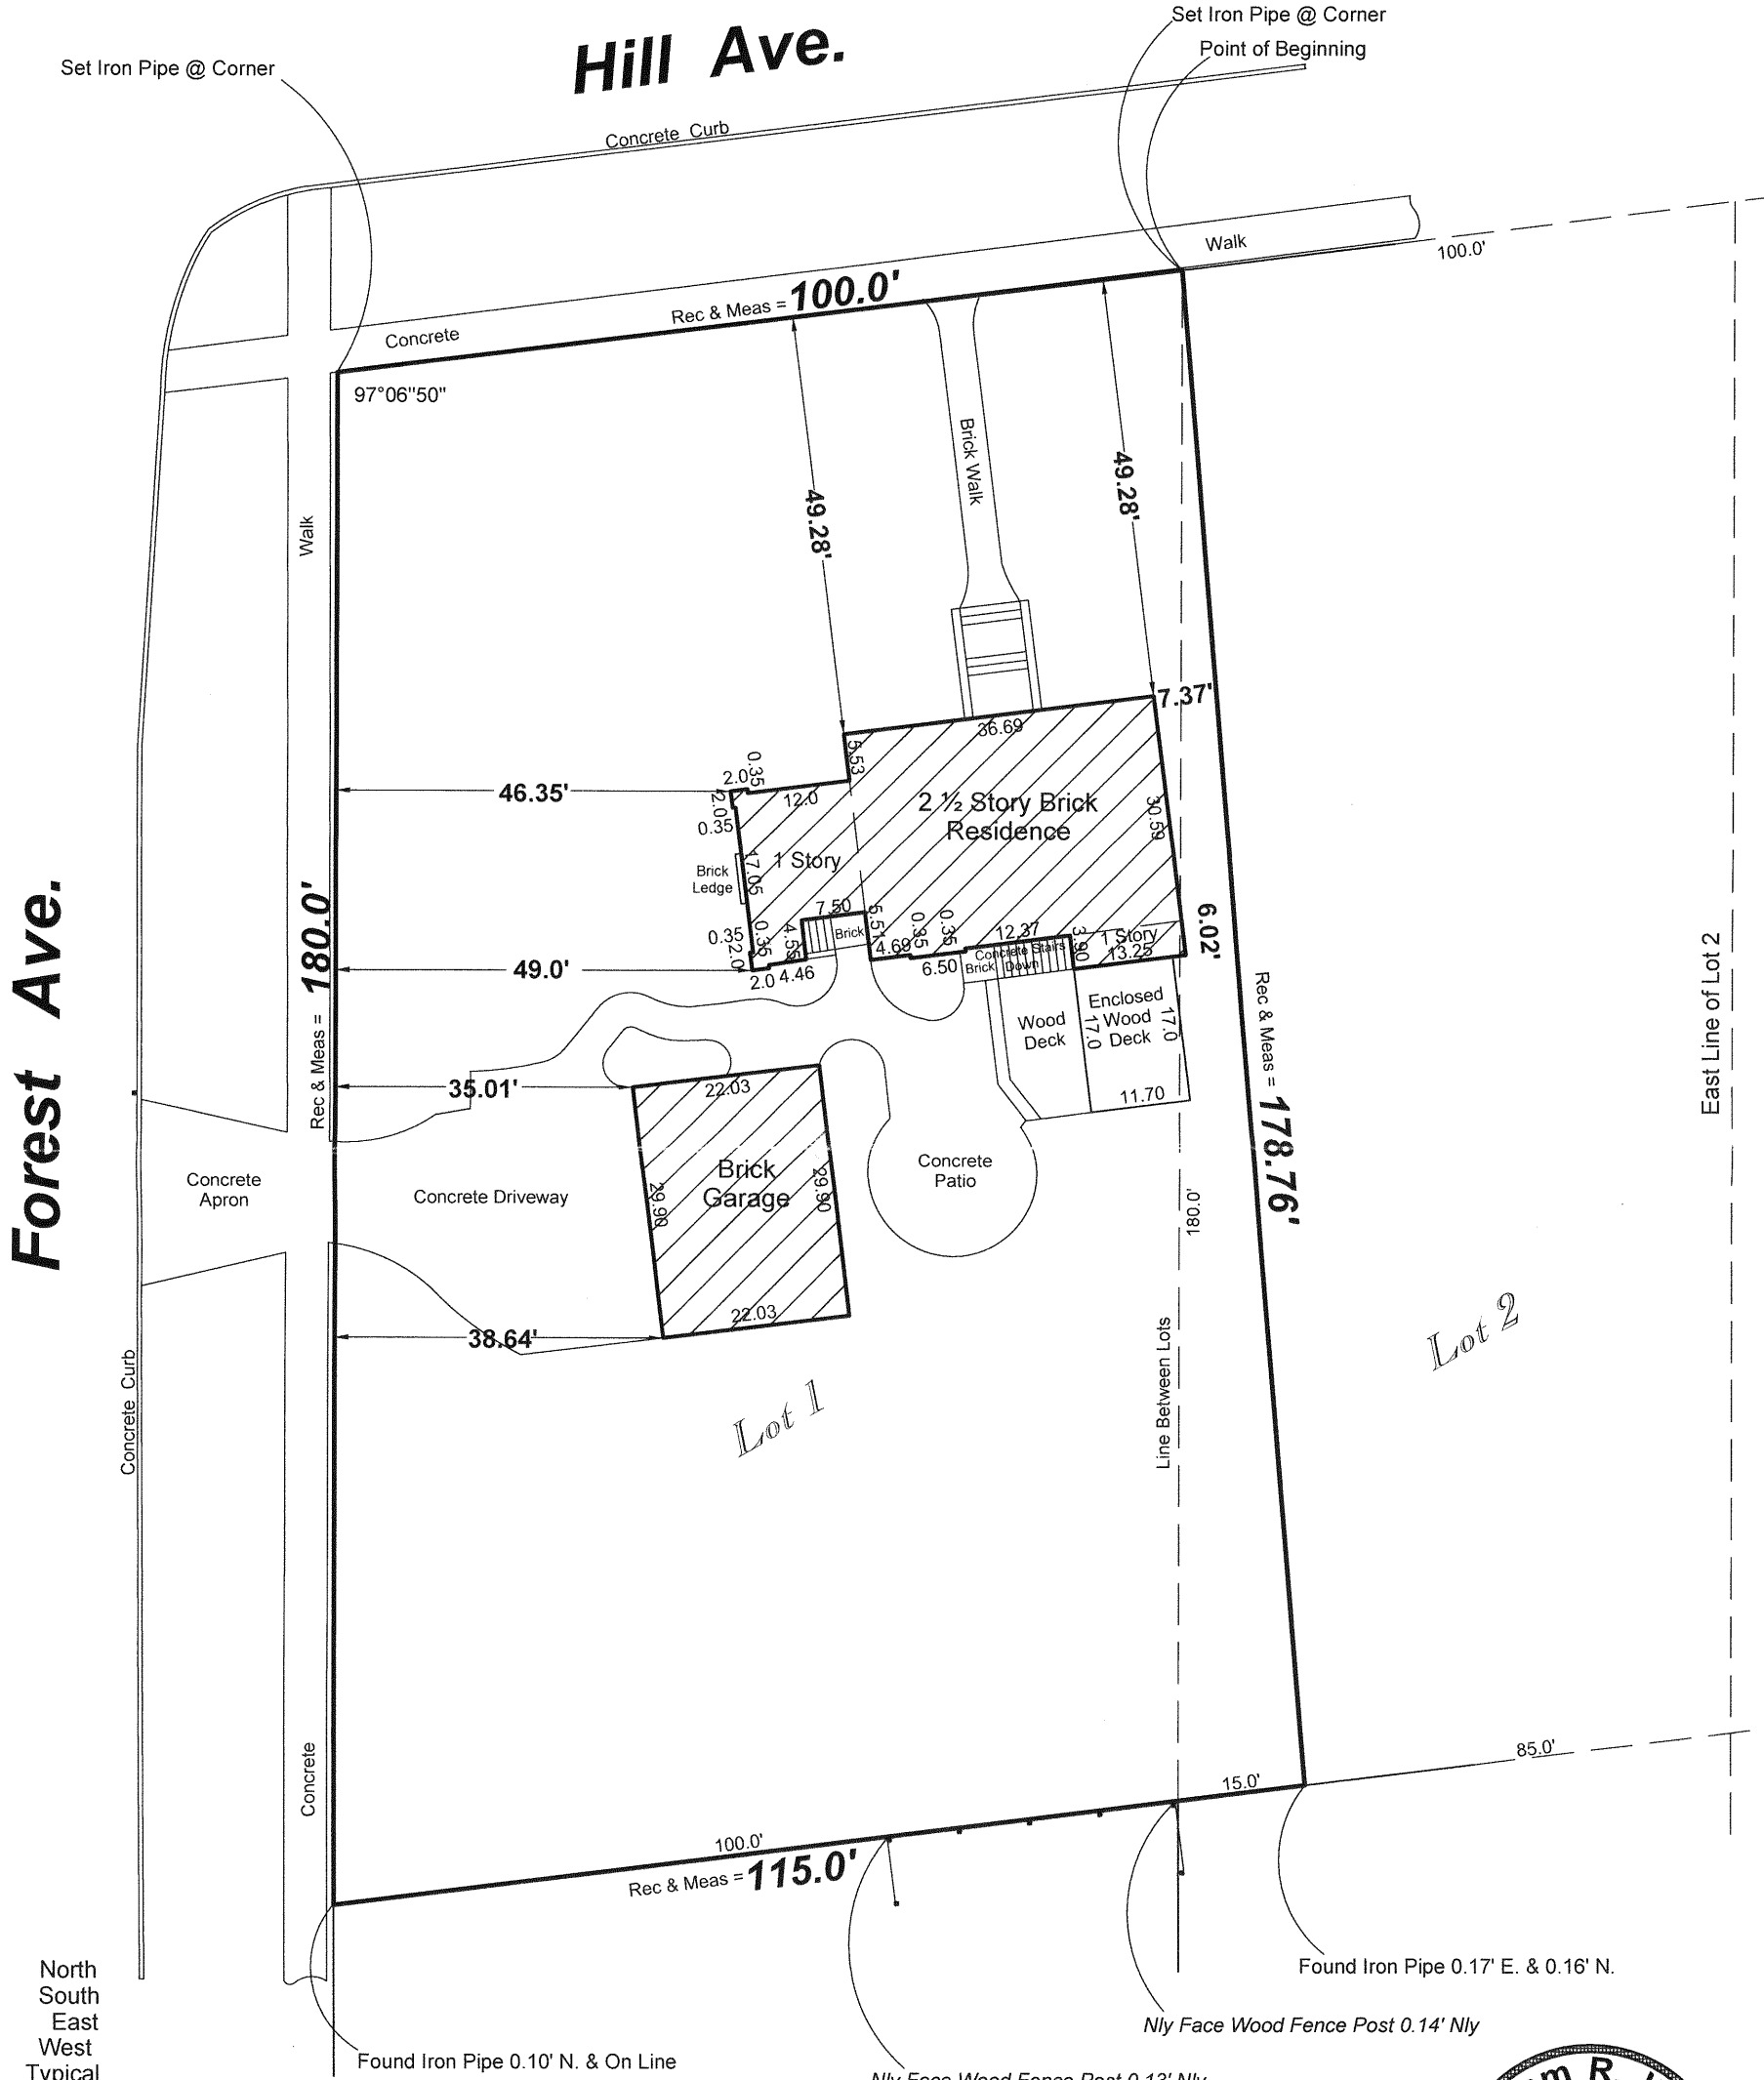 Set Iron Pipe @ Corner
Point of Beginning
Hill Ave.
Set Iron Pipe @ Corner
Concrete Curb
Walk
100.0'
Rec & Meas = 100.0'
Concrete
97°06"50"
Brick Walk
49.28'
49.28'
Walk
7.37'
36.69
5.53
0.35
2.0
46.35'
12.0
2.0
0.35
2 ½ Story Brick
Residence
30.59
1 Story
Brick
Ledge
17.05
Forest Ave.
Rec & Meas = 180.0'
7.50
5.51
Brick
0.35
0.35
4.55
4.69
0.35
0.35
12.37
3.90
1 Story
13.25
6.02'
2.0
49.0'
2.0
4.46
6.50
Concrete Stairs
Brick
Down
East Line of Lot 2
Wood
Deck
17.0
Enclosed
Wood
Deck
17.0
11.70
Rec & Meas = 178.76'
35.01'
22.03
Brick
Garage
29.90
29.90
Concrete
Patio
Concrete
Apron
Concrete Driveway
180.0'
22.03
38.64'
Concrete Curb
Line Between Lots
Lot 1
Lot 2
Concrete
15.0'
85.0'
100.0'
Rec & Meas = 115.0'
Found Iron Pipe 0.17' E. & 0.16' N.
North
South
East
West
Typical
Nly Face Wood Fence Post 0.14' Nly
Found Iron Pipe 0.10' N. & On Line
Nly Face Wood Fence Post 0.13' Nly